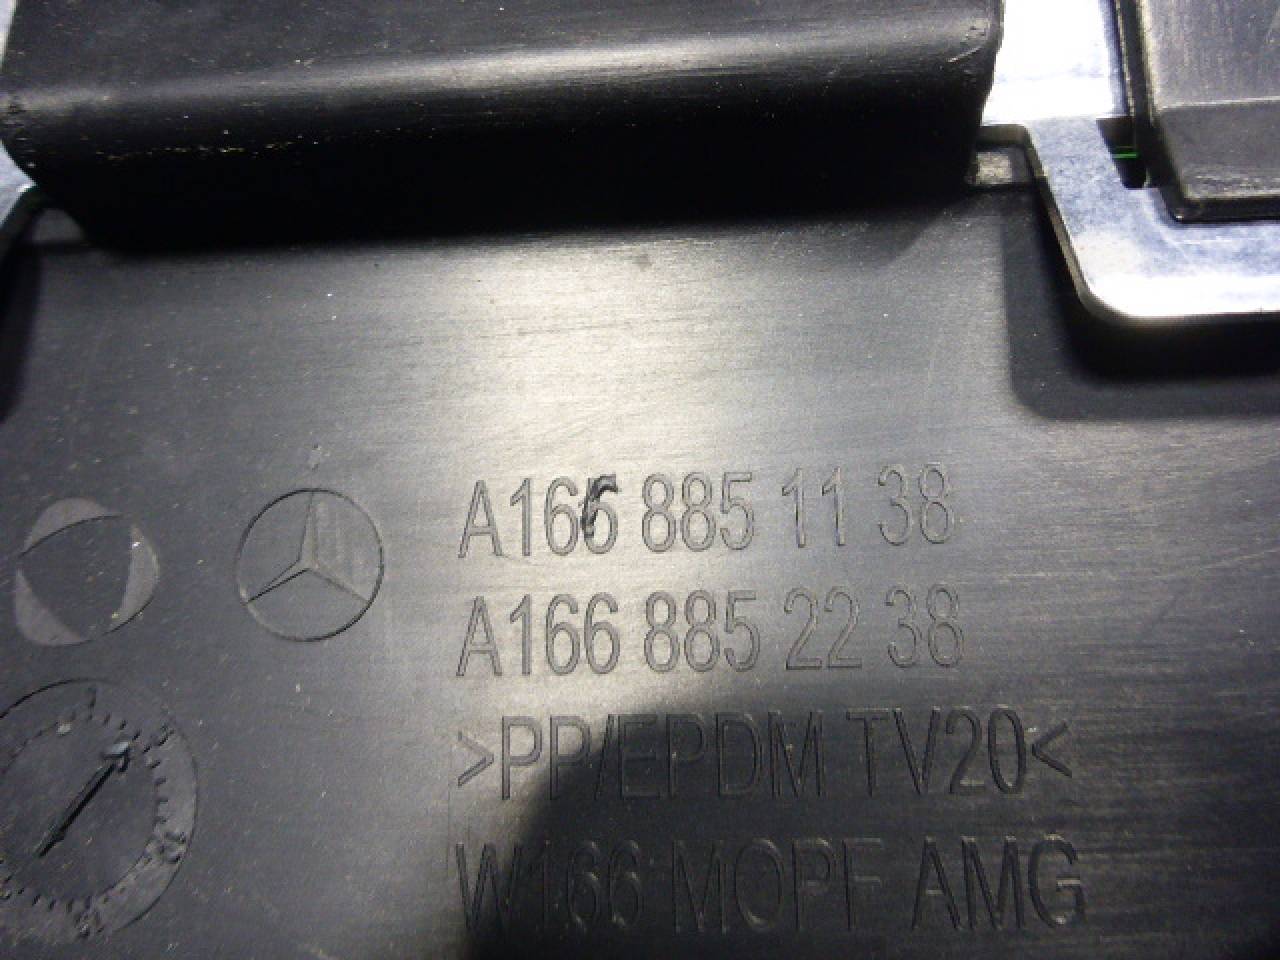 A166 885 11 38
A166 885 22 38
>PP/EPDM TV20<
W166 MOPF AMG